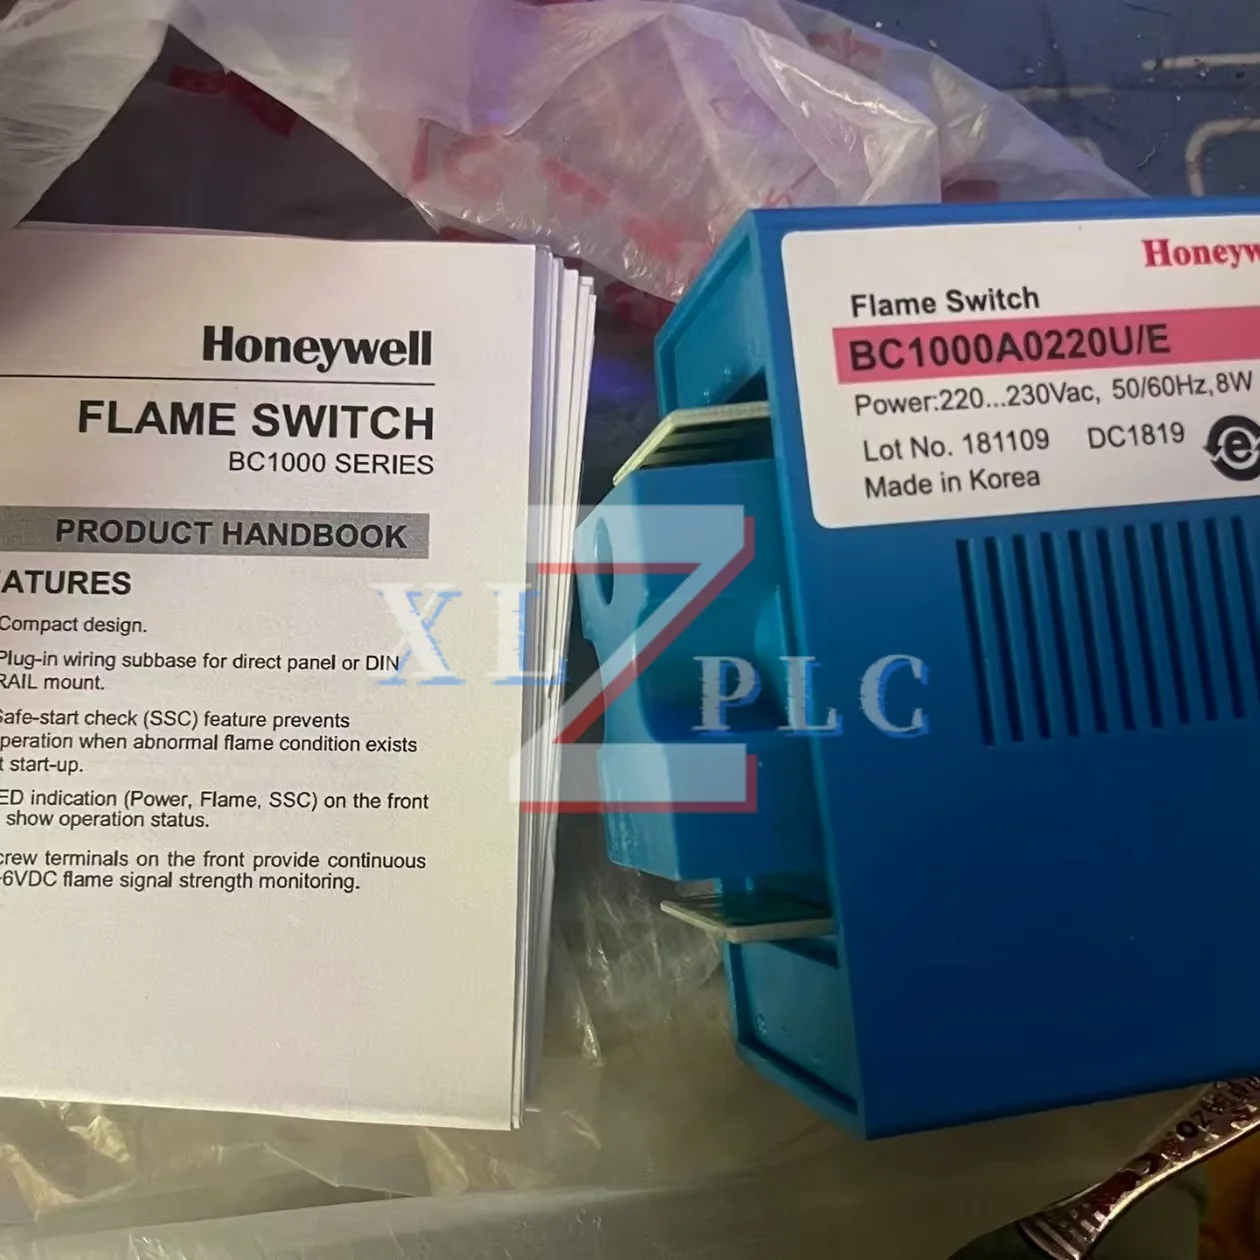 Honeywell
FLAME SWITCH
BC1000 SERIES
PRODUCT HANDBOOK
ATURES
Compact design.
Plug-in wiring subbase for direct panel or DIN
RAIL mount.
Safe-start check (SSC) feature prevents
peration when abnormal flame condition exists
t start-up.
ED indication (Power, Flame, SSC) on the front
show operation status.
crew terminals on the front provide continuous
-6VDC flame signal strength monitoring.
Honeyw
Flame Switch
BC1000A0220U/E
Power:220...230Vac, 50/60Hz,8W
Lot No. 181109 DC1819
Made in Korea
XLZPLC